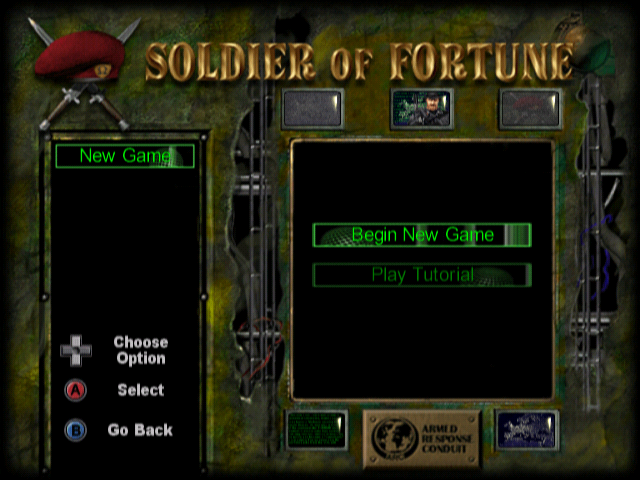 SOLDIER OF FORTUNE
New Game
Begin New Game
Play Tutorial
Choose
Option
A Select
B Go Back
ARMED
RESPONSE
CONDUIT